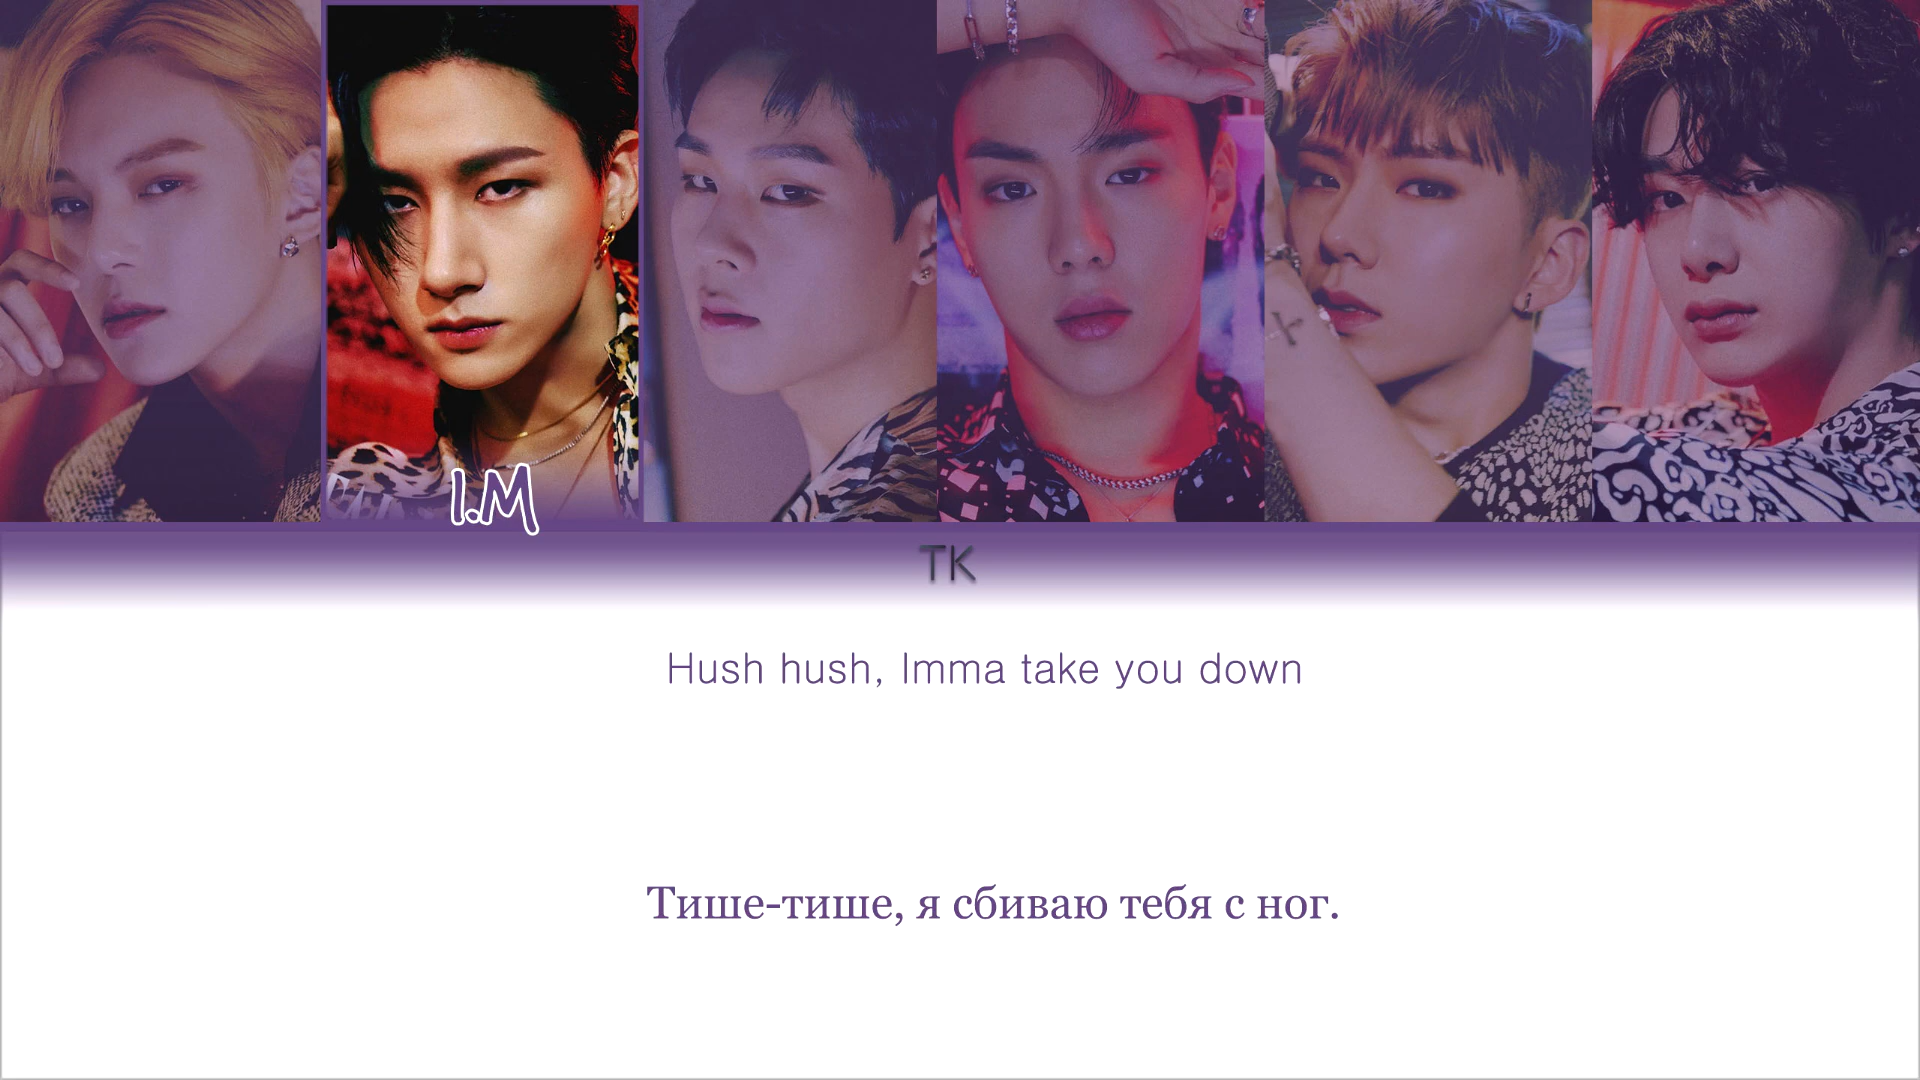 I.M
TK
Hush hush, Imma take you down
Тише-тише, я сбиваю тебя с ног.